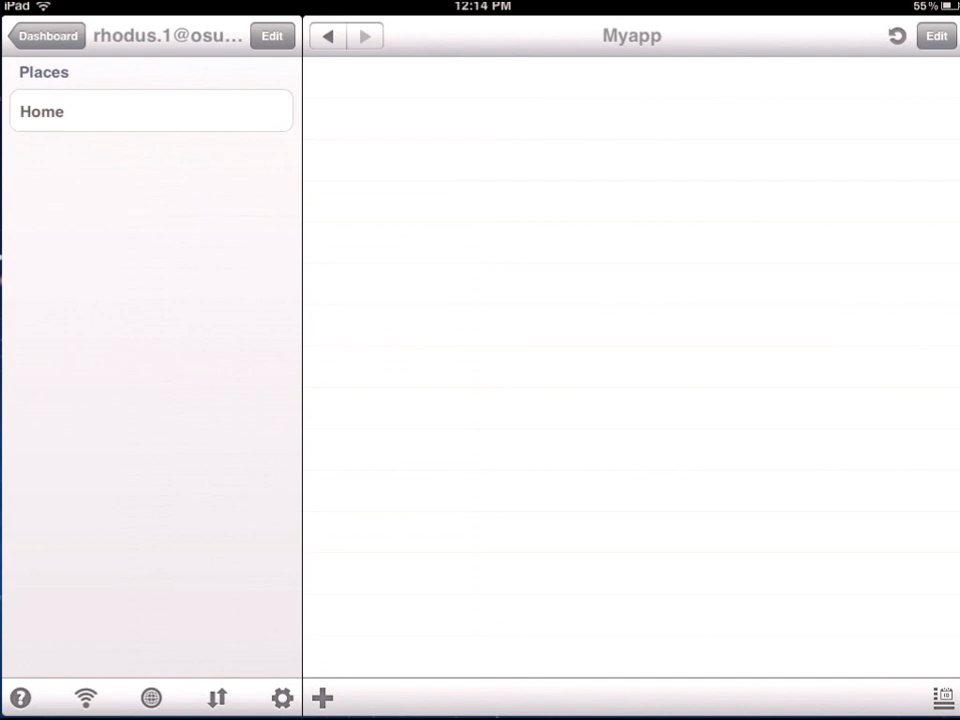 iPad 12:14 PM 55%
Dashboard rhodus.1@osu... Edit Myapp Edit
Places
Home
?